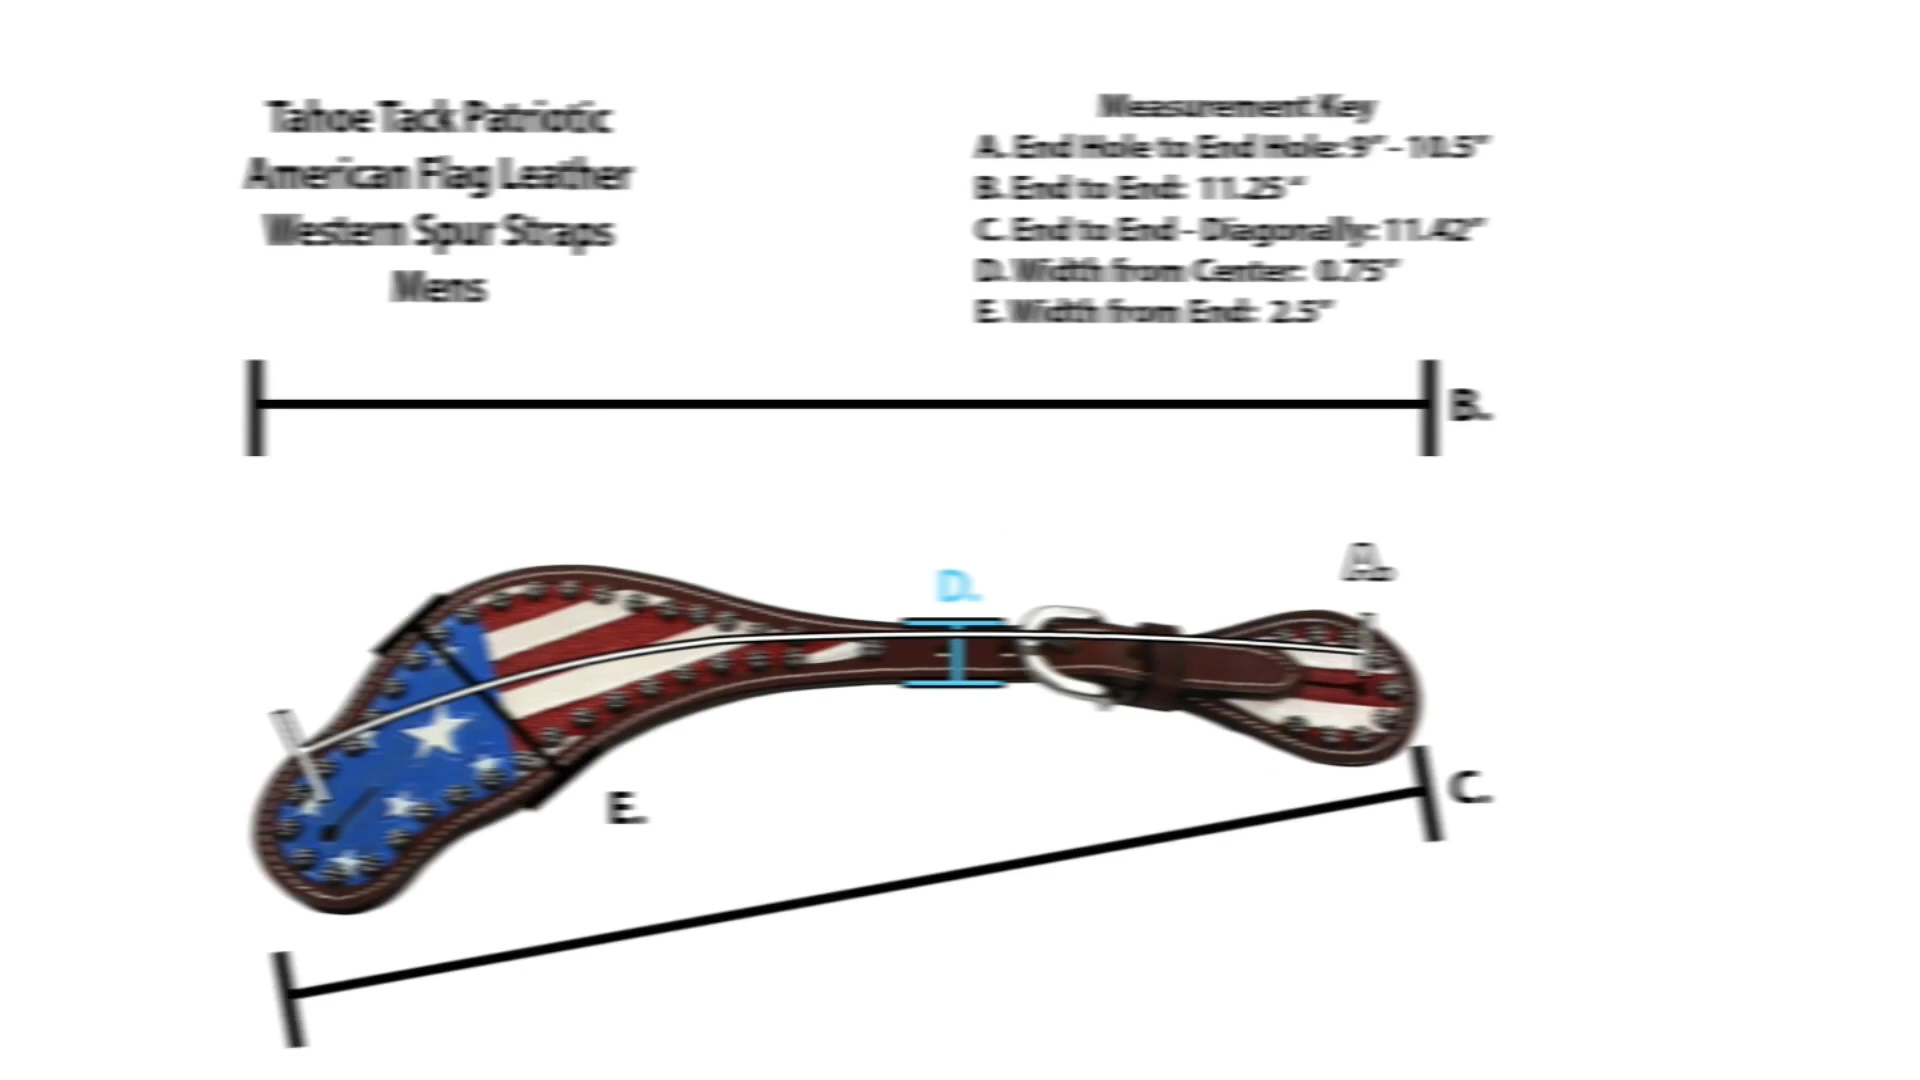 Tahoe Tack Patriotic
American Flag Leather
Western Spur Straps
Mens
Measurement Key
A. End Hole to End Hole: 9" - 10.5"
B. End to End: 11.25"
C. End to End - Diagonally: 11.42"
D. Width from Center: 0.75"
E. Width from End: 2.5"
B.
A.
D.
E.
C.